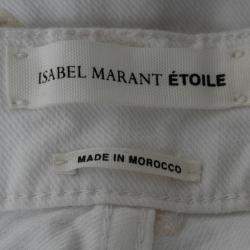 ISABEL MARANT ÉTOILE
MADE IN MOROCCO